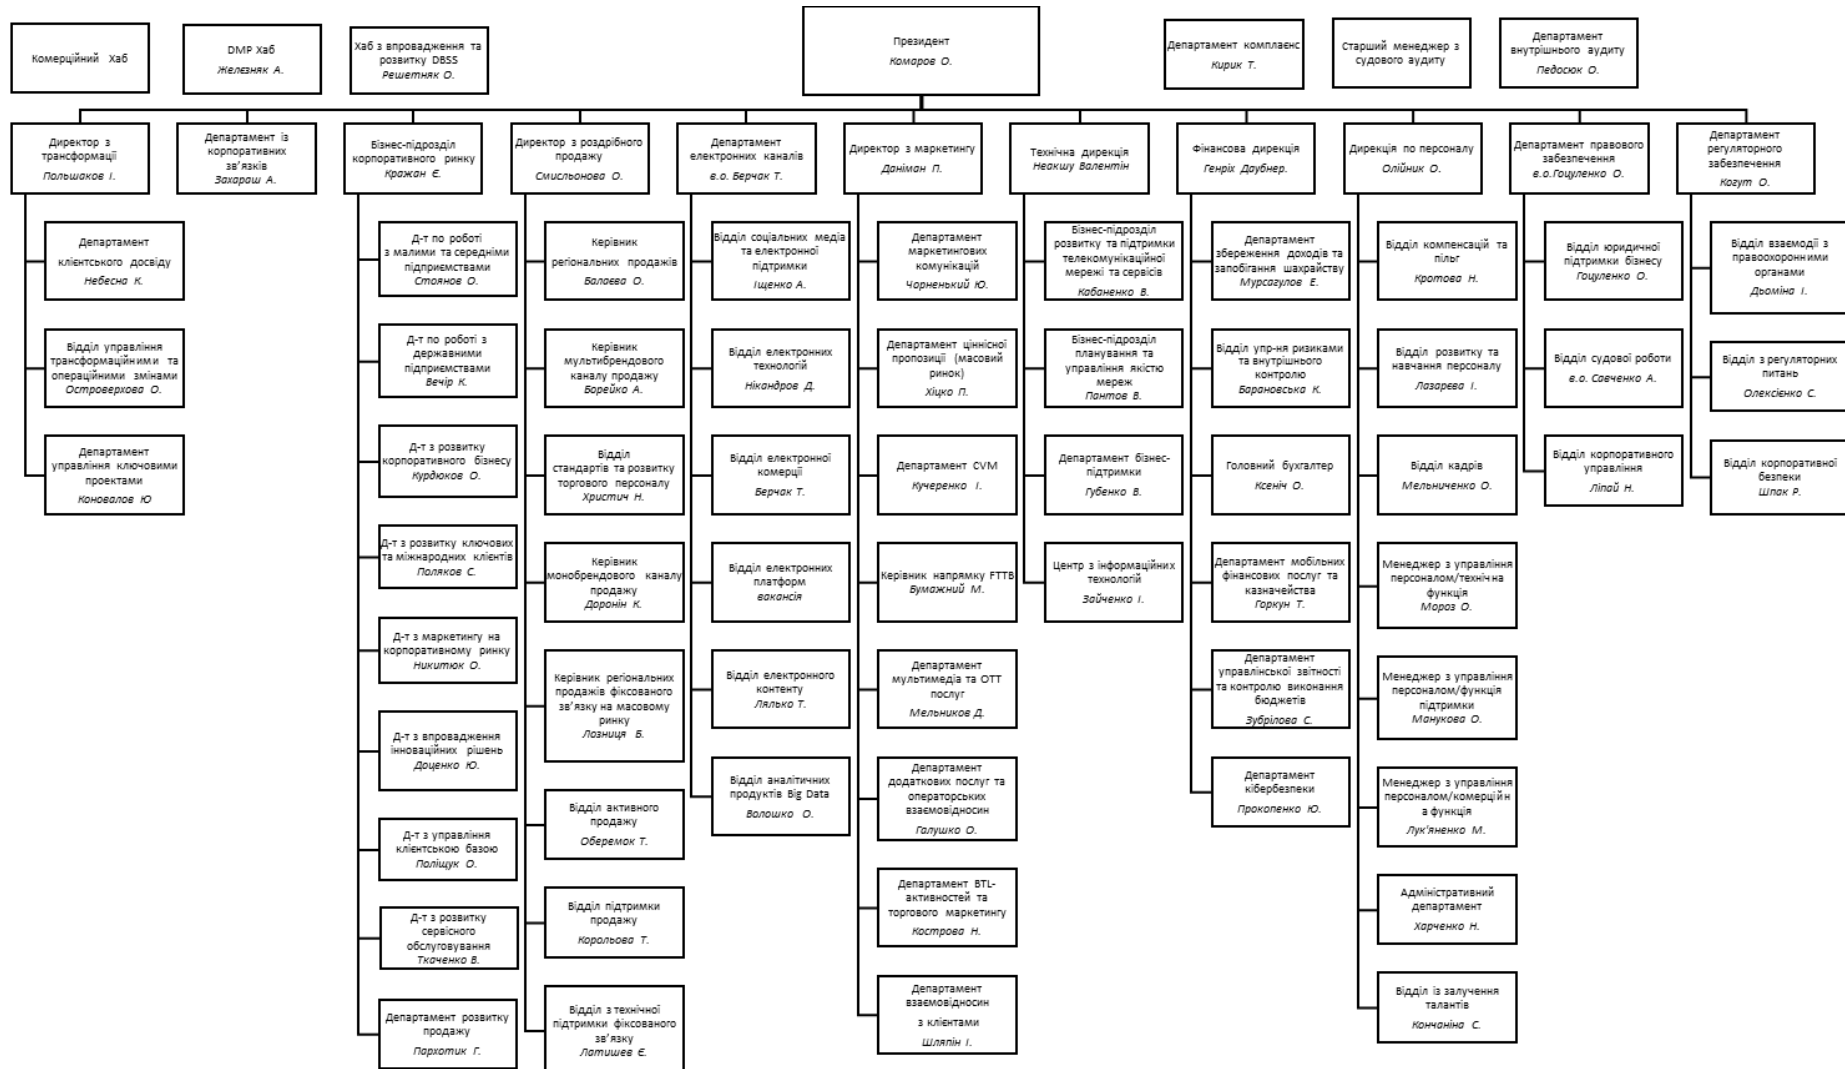 Комерційний Хаб
DMP Хаб
Желєзняк А.
Хаб з впровадження та
розвитку DBSS
Решетняк О.
Президент
Комаров О.
Департамент комплаєнс
Кирик Т.
Старший менеджер з
судового аудиту
Департамент
внутрішнього аудиту
Педосюк О.
Директор з
трансформації
Польшаков І.
Департамент із
корпоративних
зв’язків
Захараш А.
Бізнес-підрозділ
корпоративного ринку
Кражан Є.
Директор з роздрібного
продажу
Смисльонова О.
Департамент
електронних каналів
в.о. Берчак Т.
Директор з маркетингу
Даніман П.
Технічна дирекція
Неакшу Валентін
Фінансова дирекція
Генріх Даубнер.
Дирекція по персоналу
Олійник О.
Департамент правового
забезпечення
в.о.Гоцуленко О.
Департамент
регуляторного
забезпечення
Когут О.
Департамент
клієнтського досвіду
Небесна К.
Відділ управління
трансформаційними та
операційними змінами
Островерхова О.
Департамент
управління ключовими
проектами
Коновалов Ю
Д-т по роботі
з малими та середніми
підприємствами
Стоянов О.
Д-т по роботі з
державними
підприємствами
Вечір К.
Д-т з розвитку
корпоративного бізнесу
Курдюков О.
Д-т з розвитку ключових
та міжнародних клієнтів
Поляков С.
Д-т з маркетингу на
корпоративному ринку
Никитюк О.
Д-т з впровадження
інноваційних рішень
Доценко Ю.
Д-т з управління
клієнтською базою
Поліщук О.
Д-т з розвитку
сервісного
обслуговування
Ткаченко В.
Департамент розвитку
продажу
Пархотик Г.
Керівник
регіональних продажів
Балаєва О.
Керівник
мультибрендового
каналу продажу
Борейко А.
Відділ
стандартів та розвитку
торгового персоналу
Христич Н.
Керівник
монобрендового каналу
продажу
Доронін К.
Керівник регіональних
продажів фіксованого
зв’язку на масовому
ринку
Лозниця Б.
Відділ активного
продажу
Оберемок Т.
Відділ підтримки
продажу
Корольова Т.
Відділ з технічної
підтримки фіксованого
зв’язку
Латишев Є.
Відділ соціальних медіа
та електронної
підтримки
Іщенко А.
Відділ електронних
технологій
Нікандров Д.
Відділ електронної
комерції
Берчак Т.
Відділ електронних
платформ
вакансія
Відділ електронного
контенту
Лялько Т.
Відділ аналітичних
продуктів Big Data
Волошко О.
Департамент
маркетингових
комунікацій
Чорненький Ю.
Департамент ціннісної
пропозиції (масовий
ринок)
Хіцко П.
Департамент CVM
Кучеренко І.
Керівник напрямку FTTB
Бумажний М.
Департамент
мультимедіа та ОТТ
послуг
Мельников Д.
Департамент
додаткових послуг та
операторських
взаємовідносин
Галушко О.
Департамент BTL-
активностей та
торгового маркетингу
Кострова Н.
Департамент
взаємовідносин
з клієнтами
Шляпін І.
Бізнес-підрозділ
розвитку та підтримки
телекомунікаційної
мережі та сервісів
Кабаненко В.
Бізнес-підрозділ
планування та
управління якістю
мереж
Пантов В.
Департамент бізнес-
підтримки
Губенко В.
Центр з інформаційних
технологій
Зайченко І.
Департамент
збереження доходів та
запобігання шахрайству
Мурсагулов Е.
Відділ упр-ня ризиками
та внутрішнього
контролю
Барановська К.
Головний бухгалтер
Ксеніч О.
Департамент мобільних
фінансових послуг та
казначейства
Горкун Т.
Департамент
управлінської звітності
та контролю виконання
бюджетів
Зубрілова С.
Департамент
кібербезпеки
Прокопенко Ю.
Відділ компенсацій та
пільг
Кротова Н.
Відділ розвитку та
навчання персоналу
Лазарєва І.
Відділ кадрів
Мельниченко О.
Менеджер з управління
персоналом/технічна
функція
Мороз О.
Менеджер з управління
персоналом/функція
підтримки
Манукова О.
Менеджер з управління
персоналом/комерційн
а функція
Лук’яненко М.
Адміністративний
департамент
Харченко Н.
Відділ із залучення
талантів
Кончаніна С.
Відділ юридичної
підтримки бізнесу
Гоцуленко О.
Відділ судової роботи
в.о. Савченко А.
Відділ корпоративного
управління
Ліпай Н.
Відділ взаємодії з
правоохоронними
органами
Дьоміна І.
Відділ з регуляторних
питань
Олексієнко С.
Відділ корпоративної
безпеки
Шпак Р.